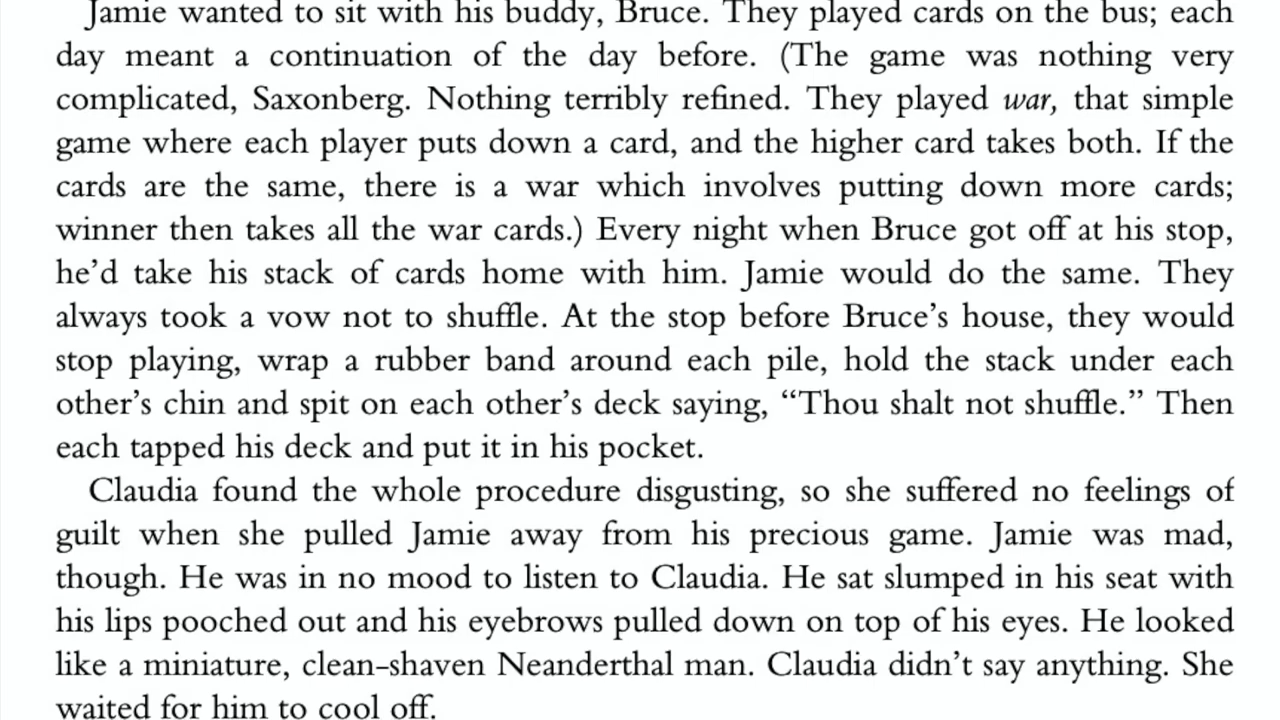 Jamie wanted to sit with his buddy, Bruce. They played cards on the bus; each
day meant a continuation of the day before. (The game was nothing very
complicated, Saxonberg. Nothing terribly refined. They played war, that simple
game where each player puts down a card, and the higher card takes both. If the
cards are the same, there is a war which involves putting down more cards;
winner then takes all the war cards.) Every night when Bruce got off at his stop,
he’d take his stack of cards home with him. Jamie would do the same. They
always took a vow not to shuffle. At the stop before Bruce’s house, they would
stop playing, wrap a rubber band around each pile, hold the stack under each
other’s chin and spit on each other’s deck saying, “Thou shalt not shuffle.” Then
each tapped his deck and put it in his pocket.
Claudia found the whole procedure disgusting, so she suffered no feelings of
guilt when she pulled Jamie away from his precious game. Jamie was mad,
though. He was in no mood to listen to Claudia. He sat slumped in his seat with
his lips pooched out and his eyebrows pulled down on top of his eyes. He looked
like a miniature, clean-shaven Neanderthal man. Claudia didn’t say anything. She
waited for him to cool off.